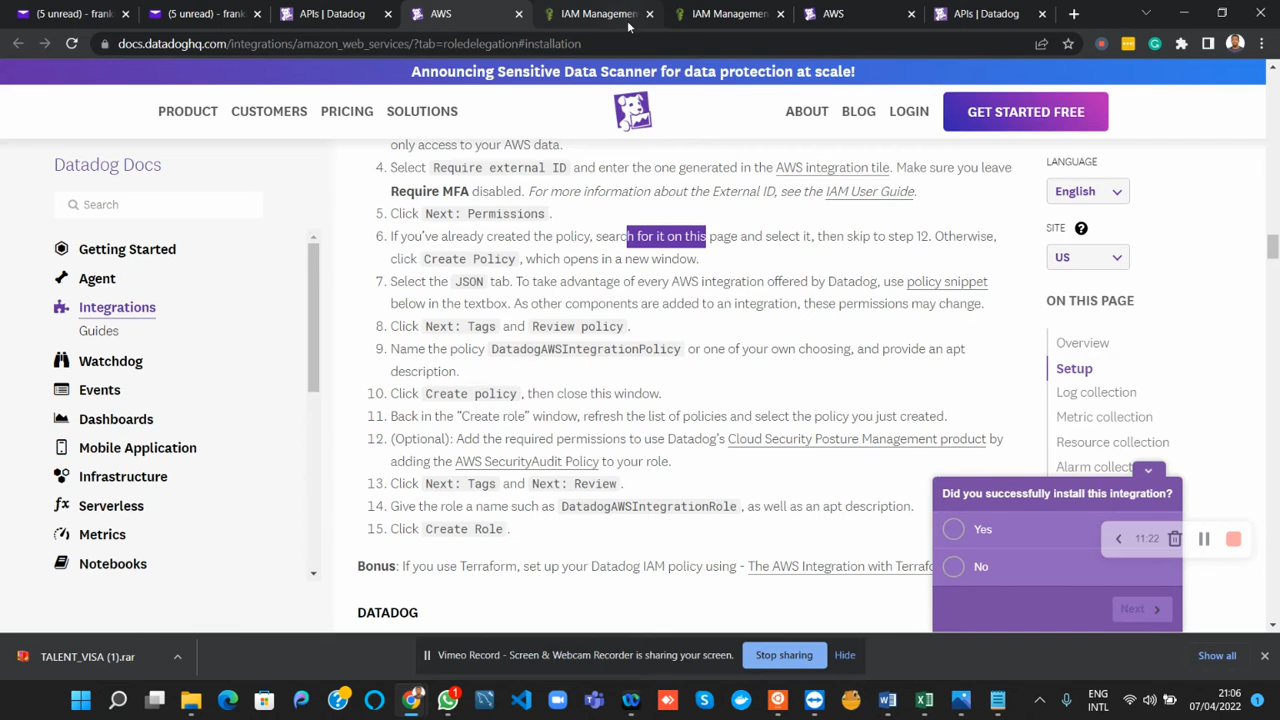 (5 unread) - frank
(5 unread) - frank
APIs | Datadog
AWS
IAM Managemen
IAM Managemen
AWS
APIs | Datadog
docs.datadoghq.com/integrations/amazon_web_services/?tab=roledelegation#installation
Announcing Sensitive Data Scanner for data protection at scale!
PRODUCT CUSTOMERS PRICING SOLUTIONS
ABOUT BLOG LOGIN GET STARTED FREE
Datadog Docs
Search
Getting Started
Agent
Integrations
Guides
Watchdog
Events
Dashboards
Mobile Application
Infrastructure
Serverless
Metrics
Notebooks
only access to your AWS data.
4. Select Require external ID and enter the one generated in the AWS integration tile. Make sure you leave
Require MFA disabled. For more information about the External ID, see the IAM User Guide.
5. Click Next: Permissions.
6. If you've already created the policy, search for it on this page and select it, then skip to step 12. Otherwise,
click Create Policy, which opens in a new window.
7. Select the JSON tab. To take advantage of every AWS integration offered by Datadog, use policy snippet
below in the textbox. As other components are added to an integration, these permissions may change.
8. Click Next: Tags and Review policy.
9. Name the policy DatadogAWSIntegrationPolicy or one of your own choosing, and provide an apt
description.
10. Click Create policy, then close this window.
11. Back in the “Create role” window, refresh the list of policies and select the policy you just created.
12. (Optional): Add the required permissions to use Datadog's Cloud Security Posture Management product by
adding the AWS SecurityAudit Policy to your role.
13. Click Next: Tags and Next: Review.
14. Give the role a name such as DatadogAWSIntegrationRole, as well as an apt description.
15. Click Create Role.
Bonus: If you use Terraform, set up your Datadog IAM policy using - The AWS Integration with Terrafo
DATADOG
LANGUAGE
English
SITE
US
ON THIS PAGE
Overview
Setup
Log collection
Metric collection
Resource collection
Alarm collect
Did you successfully install this integration?
Yes
No
Next
11:22
TALENT_VISA (1).rar
Vimeo Record - Screen & Webcam Recorder is sharing your screen.
Stop sharing
Hide
Show all
1
ENG
INTL
21:06
07/04/2022